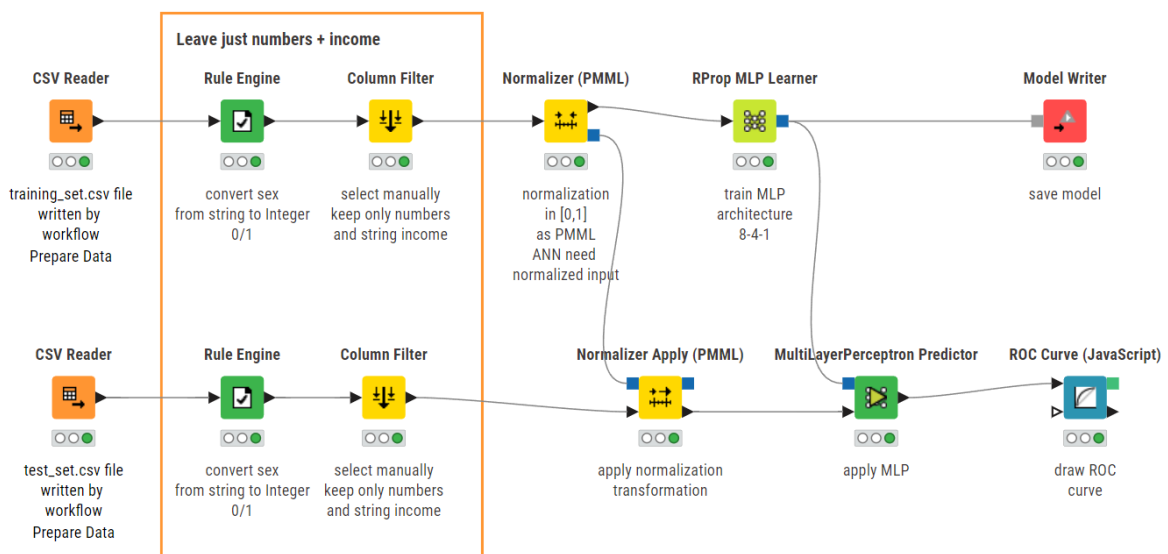 Leave just numbers + income
CSV Reader
Rule Engine
Column Filter
Normalizer (PMML)
RProp MLP Learner
Model Writer
training_set.csv file
written by
workflow
Prepare Data
convert sex
from string to Integer
0/1
select manually
keep only numbers
and string income
normalization
in [0,1]
as PMML
ANN need
normalized input
train MLP
architecture
8-4-1
save model
CSV Reader
Rule Engine
Column Filter
Normalizer Apply (PMML)
MultiLayerPerceptron Predictor
ROC Curve (JavaScript)
test_set.csv file
written by
workflow
Prepare Data
convert sex
from string to Integer
0/1
select manually
keep only numbers
and string income
apply normalization
transformation
apply MLP
draw ROC
curve